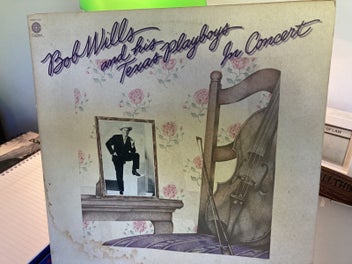 Bob Wills
and his
Texas Playboys
In Concert